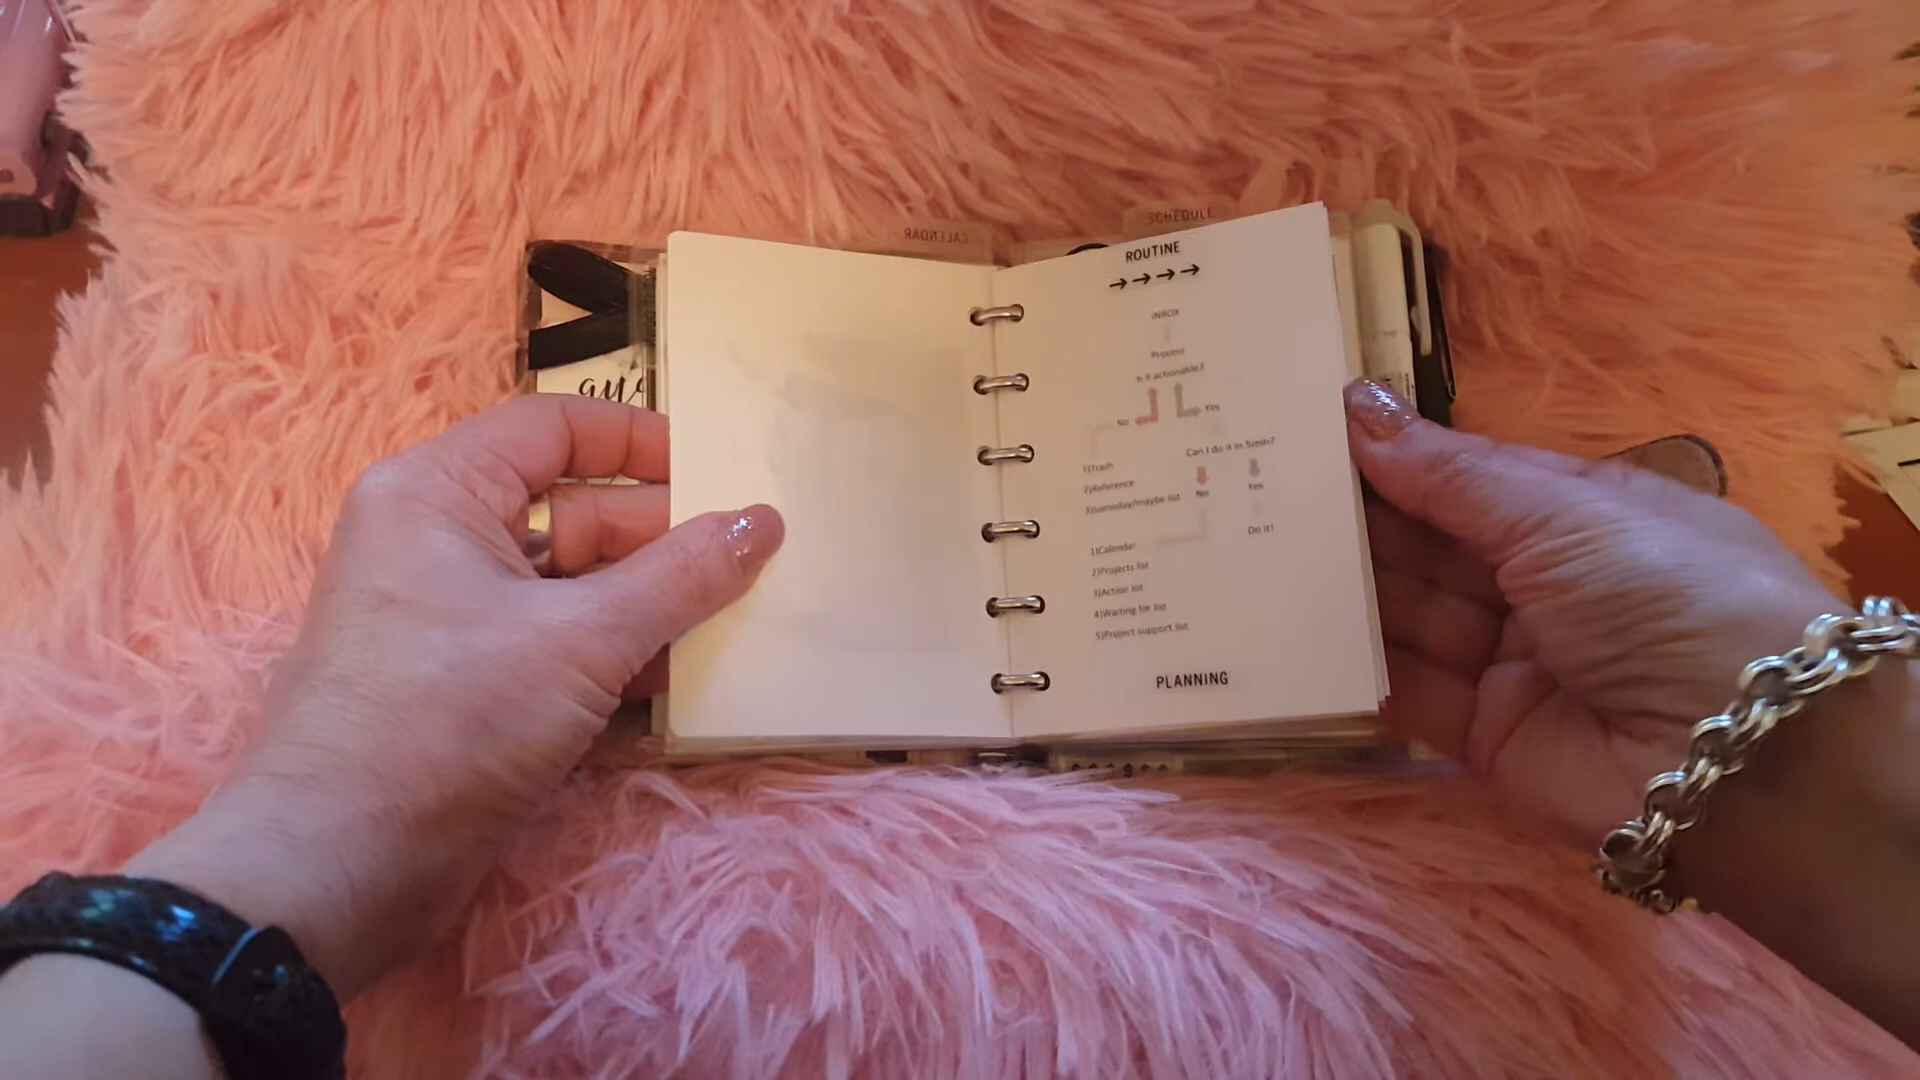 CALENDAR
SCHEDULE
ROUTINE
→→→→
INBOX
Process
Is it actionable?
No Yes
Can I do it in 5min?
1)Trash
2)Reference
3)someday/maybe list
No Yes
Do it!
1)Calendar
2)Projects list
3)Action list
4)Waiting for list
5)Project support list
PLANNING